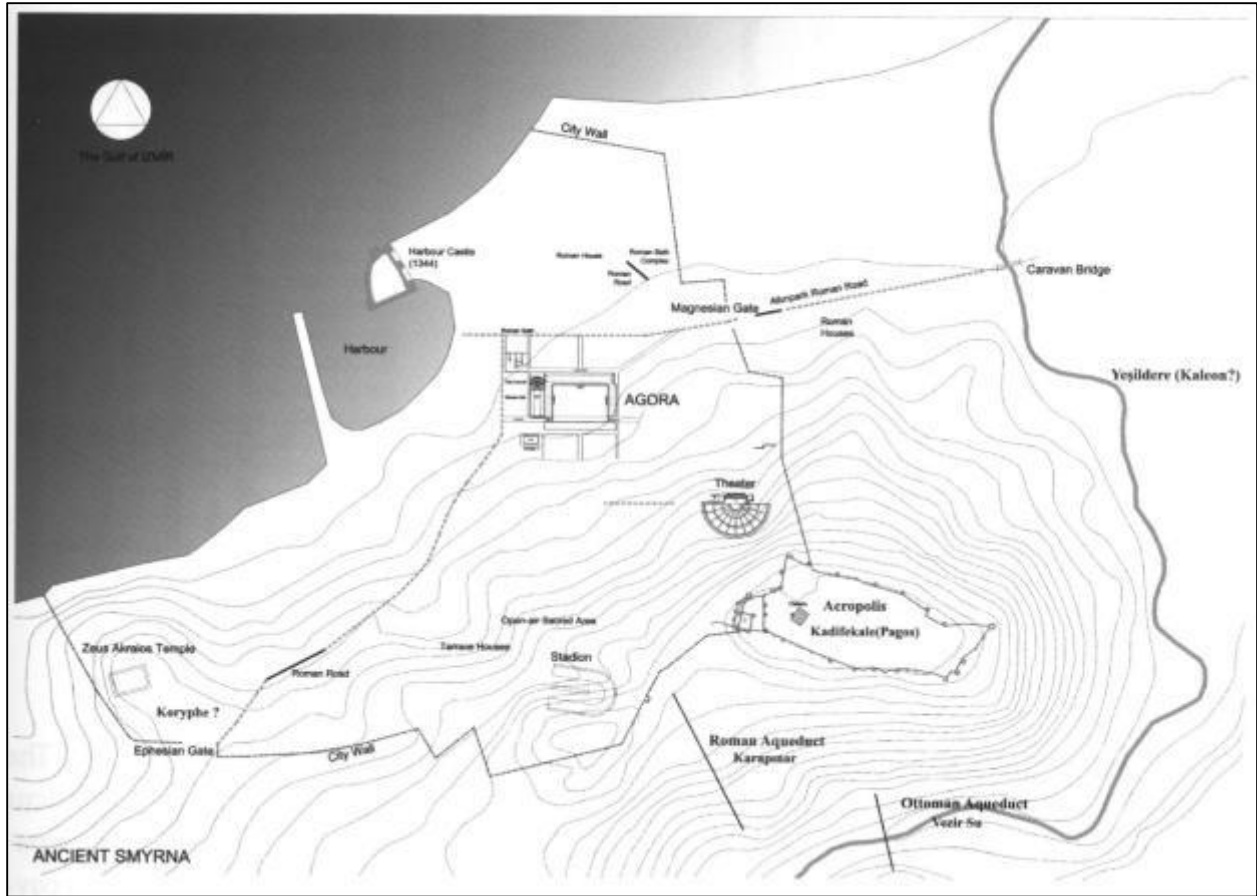 The Gulf of IZMIR
City Wall
Harbour Castle
(1344)
Roman House
Roman Bath
Complex
Roman
Road
Caravan Bridge
Altınpark Roman Road
Magnesian Gate
Roman
Houses
Harbour
Yeşildere (Kaleon?)
AGORA
Theater
Acropolis
Kadifekale(Pagos)
Open-air Sacred Area
Zeus Akraios Temple
Terrace Houses
Stadion
Roman Road
Koryphe ?
Ephesian Gate
City Wall
Roman Aqueduct
Karapınar
Ottoman Aqueduct
Vezir Su
ANCIENT SMYRNA